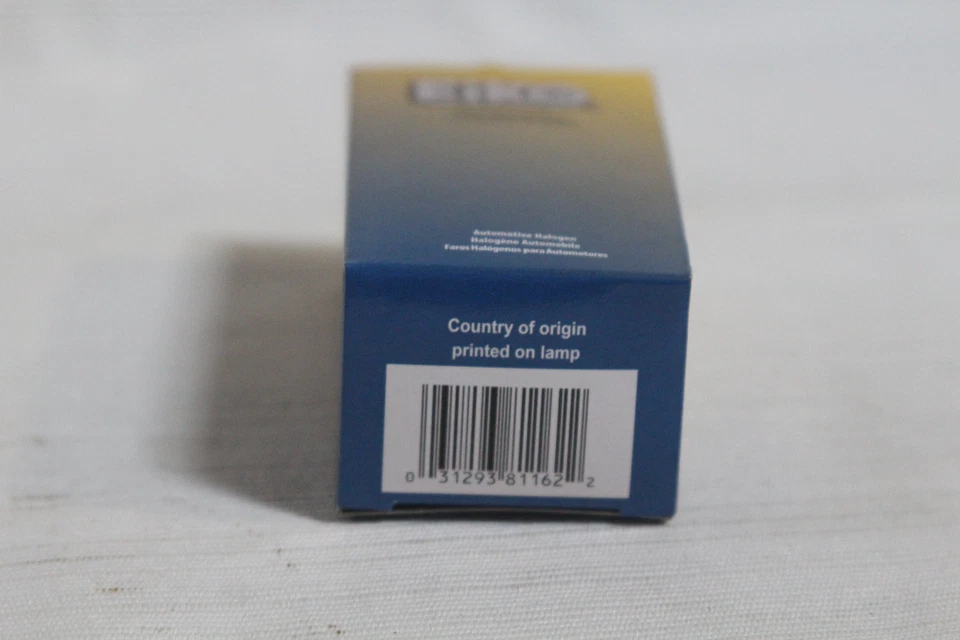 EIKO
Automotive Halogen
Halogène Automobile
Faros Halógenos para Automotores
Country of origin
printed on lamp
0 31293 81162 2